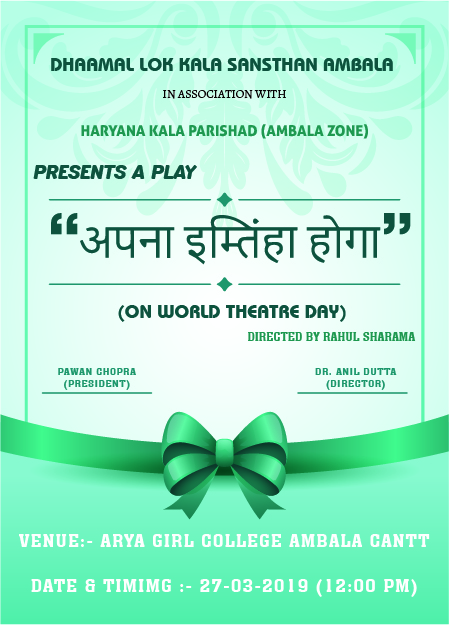 DHAAMAL LOK KALA SANSTHAN AMBALA
IN ASSOCIATION WITH
HARYANA KALA PARISHAD (AMBALA ZONE)
PRESENTS A PLAY
“अपना इम्तिंहा होगा”
(ON WORLD THEATRE DAY)
DIRECTED BY RAHUL SHARAMA
PAWAN CHOPRA
(PRESIDENT)
DR. ANIL DUTTA
(DIRECTOR)
VENUE:- ARYA GIRL COLLEGE AMBALA CANTT
DATE & TIMIMG :- 27-03-2019 (12:00 PM)